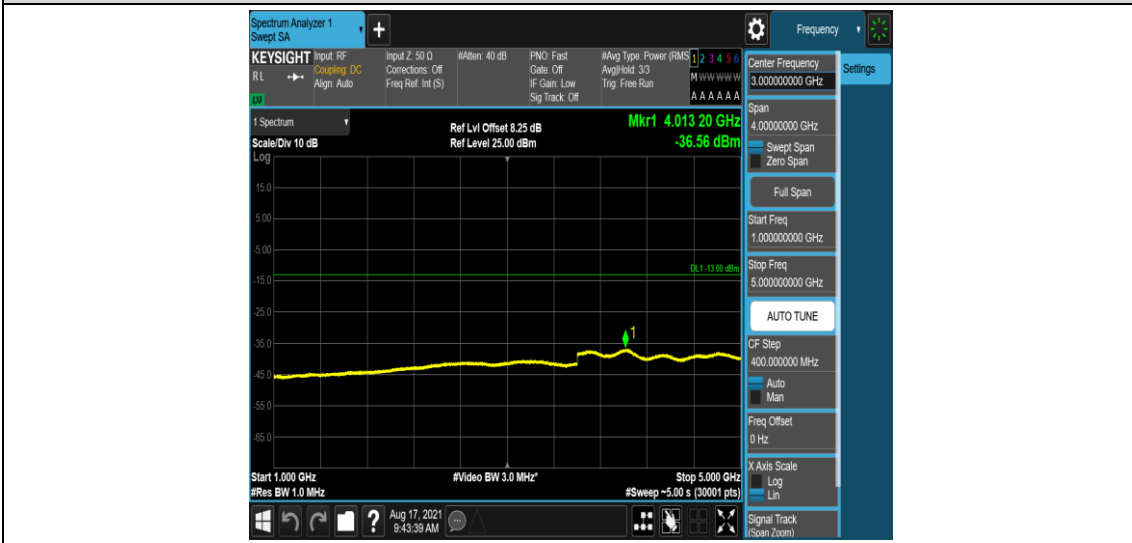 Spectrum Analyzer 1
Swept SA
+
Frequency
KEYSIGHT
R L
LXI
Input: RF
Coupling: DC
Align: Auto
Input Z: 50 Ω
Corrections: Off
Freq Ref: Int (S)
#Atten: 40 dB
PNO: Fast
Gate: Off
IF Gain: Low
Sig Track: Off
#Avg Type: Power (RMS
Avg|Hold: 3/3
Trig: Free Run
1 2 3 4 5 6
M W W W W W
A A A A A A
1 Spectrum
Scale/Div 10 dB
Log
Ref Lvl Offset 8.25 dB
Ref Level 25.00 dBm
Mkr1 4.013 20 GHz
-36.56 dBm
15.0
5.00
-5.00
-15.0
-25.0
-35.0
-45.0
-55.0
-65.0
DL1 -13.00 dBm
1
Start 1.000 GHz
#Res BW 1.0 MHz
#Video BW 3.0 MHz*
Stop 5.000 GHz
#Sweep ~5.00 s (30001 pts)
?
Aug 17, 2021
9:43:39 AM
Center Frequency
3.000000000 GHz
Span
4.00000000 GHz
Swept Span
Zero Span
Full Span
Start Freq
1.000000000 GHz
Stop Freq
5.000000000 GHz
AUTO TUNE
CF Step
400.000000 MHz
Auto
Man
Freq Offset
0 Hz
X Axis Scale
Log
Lin
Signal Track
(Span Zoom)
Settings